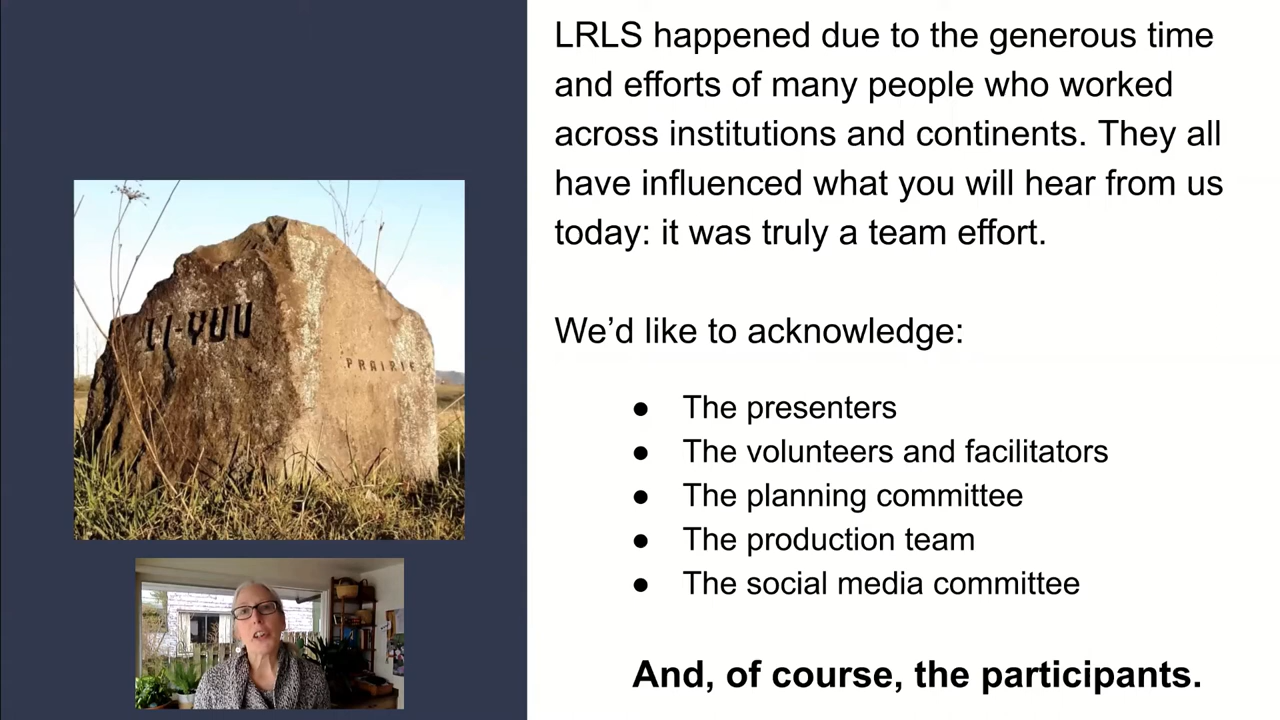 LRLS happened due to the generous time
and efforts of many people who worked
across institutions and continents. They all
have influenced what you will hear from us
today: it was truly a team effort.
We’d like to acknowledge:
● The presenters
● The volunteers and facilitators
● The planning committee
● The production team
● The social media committee
And, of course, the participants.
LI-YUU
PRAIRIE